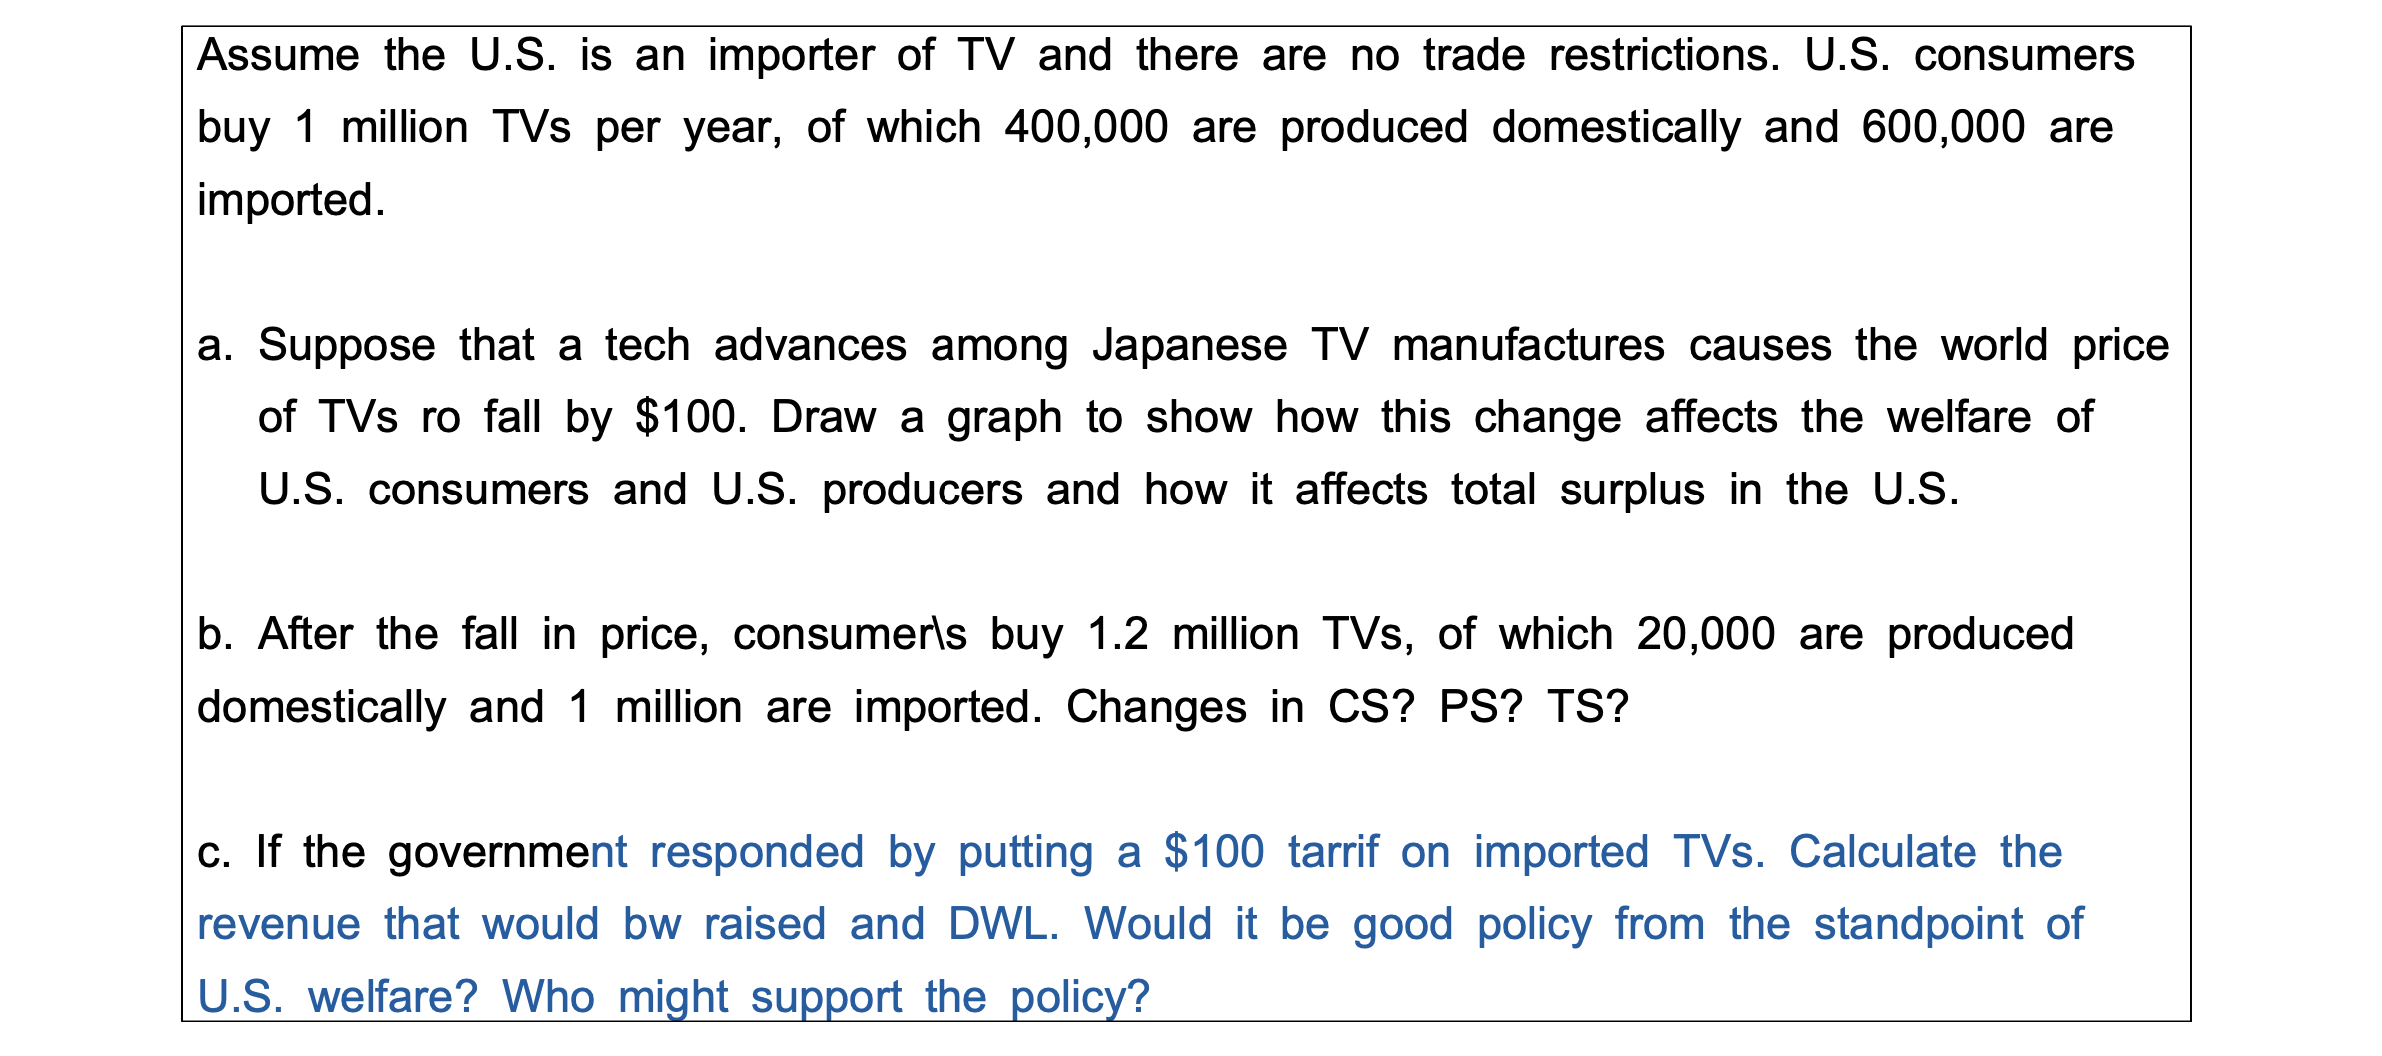 Assume the U.S. is an importer of TV and there are no trade restrictions. U.S. consumers
buy 1 million TVs per year, of which 400,000 are produced domestically and 600,000 are
imported.
a. Suppose that a tech advances among Japanese TV manufactures causes the world price
of TVs ro fall by $100. Draw a graph to show how this change affects the welfare of
U.S. consumers and U.S. producers and how it affects total surplus in the U.S.
b. After the fall in price, consumer\s buy 1.2 million TVs, of which 20,000 are produced
domestically and 1 million are imported. Changes in CS? PS? TS?
c. If the government responded by putting a $100 tarrif on imported TVs. Calculate the
revenue that would bw raised and DWL. Would it be good policy from the standpoint of
U.S. welfare? Who might support the policy?